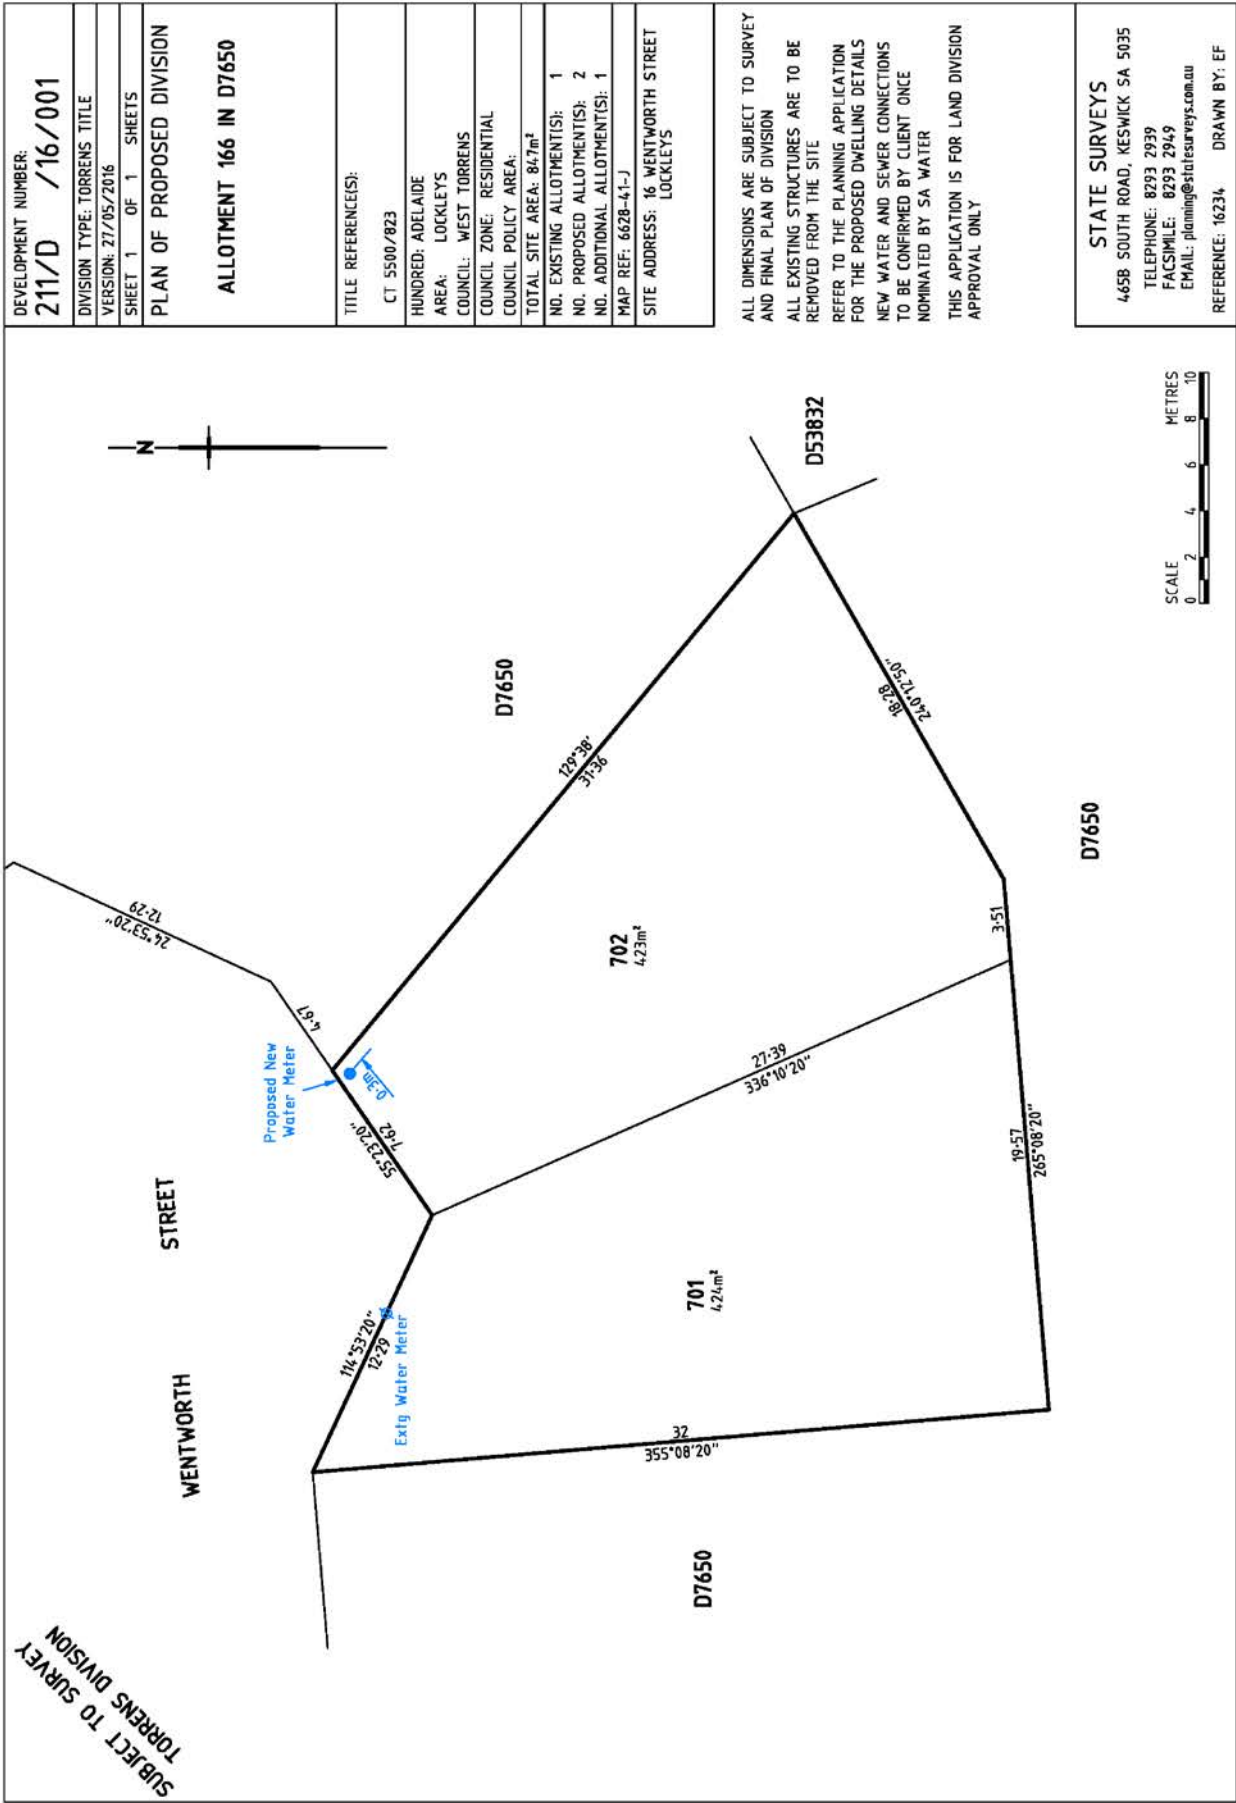 SUBJECT TO SURVEY
TORRENS DIVISION
WENTWORTH STREET
24°53'20"
12·29
4·67
Proposed New
Water Meter
0·3m
55°23'20"
7·62
114°53'20"
12·29
Extg Water Meter
D7650
129°38'
31·36
D53832
702
423m²
701
424m²
27·39
336°10'20"
18·28
240°12'50"
3·51
19·57
265°08'20"
32
355°08'20"
D7650
D7650
N
SCALE METRES
0 2 4 6 8 10
DEVELOPMENT NUMBER:
211/D /16/001
DIVISION TYPE: TORRENS TITLE
VERSION: 27/05/2016
SHEET 1 OF 1 SHEETS
PLAN OF PROPOSED DIVISION
ALLOTMENT 166 IN D7650
TITLE REFERENCE(S):
CT 5500/823
HUNDRED: ADELAIDE
AREA: LOCKLEYS
COUNCIL: WEST TORRENS
COUNCIL ZONE: RESIDENTIAL
COUNCIL POLICY AREA:
TOTAL SITE AREA: 847m²
NO. EXISTING ALLOTMENT(S): 1
NO. PROPOSED ALLOTMENT(S): 2
NO. ADDITIONAL ALLOTMENT(S): 1
MAP REF: 6628-41-J
SITE ADDRESS: 16 WENTWORTH STREET
LOCKLEYS
ALL DIMENSIONS ARE SUBJECT TO SURVEY
AND FINAL PLAN OF DIVISION
ALL EXISTING STRUCTURES ARE TO BE
REMOVED FROM THE SITE
REFER TO THE PLANNING APPLICATION
FOR THE PROPOSED DWELLING DETAILS
NEW WATER AND SEWER CONNECTIONS
TO BE CONFIRMED BY CLIENT ONCE
NOMINATED BY SA WATER
THIS APPLICATION IS FOR LAND DIVISION
APPROVAL ONLY
STATE SURVEYS
465B SOUTH ROAD, KESWICK SA 5035
TELEPHONE: 8293 2939
FACSIMILE: 8293 2949
EMAIL: planning@statesurveys.com.au
REFERENCE: 16234 DRAWN BY: EF